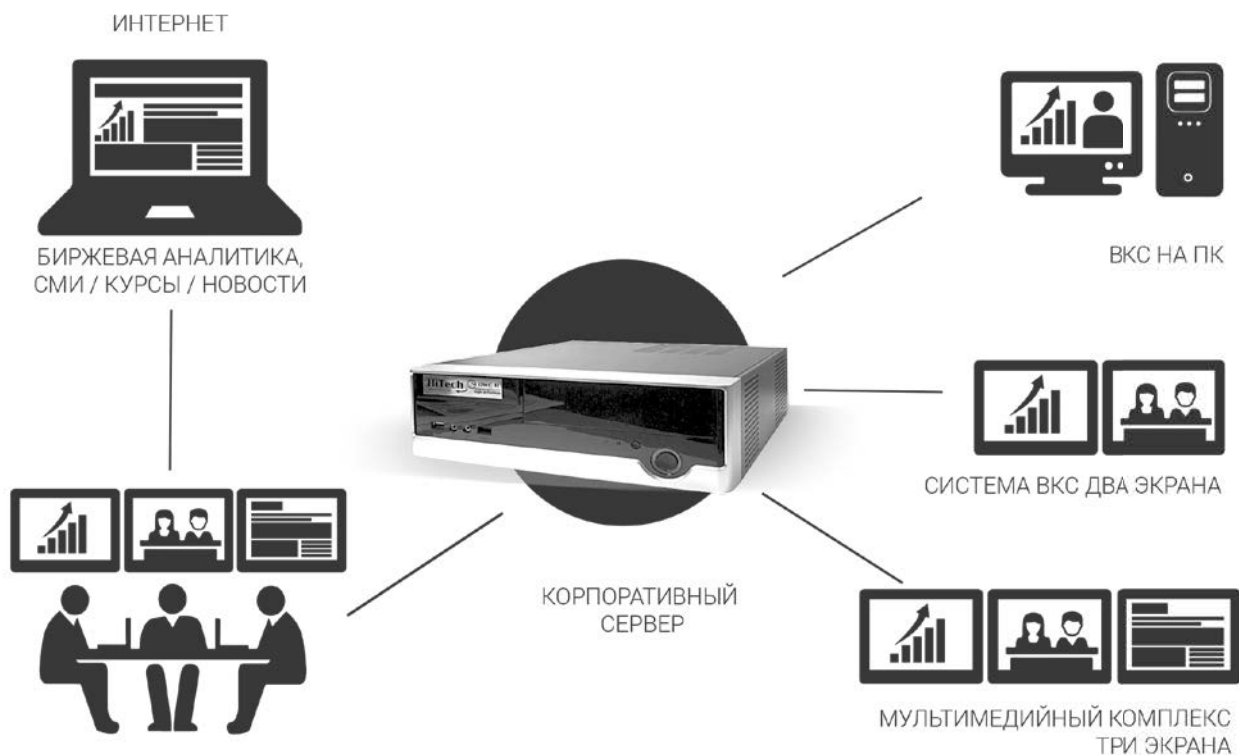 ИНТЕРНЕТ
БИРЖЕВАЯ АНАЛИТИКА,
СМИ / КУРСЫ / НОВОСТИ
ВКС НА ПК
HiTech
СИСТЕМА ВКС ДВА ЭКРАНА
КОРПОРАТИВНЫЙ
СЕРВЕР
МУЛЬТИМЕДИЙНЫЙ КОМПЛЕКС
ТРИ ЭКРАНА